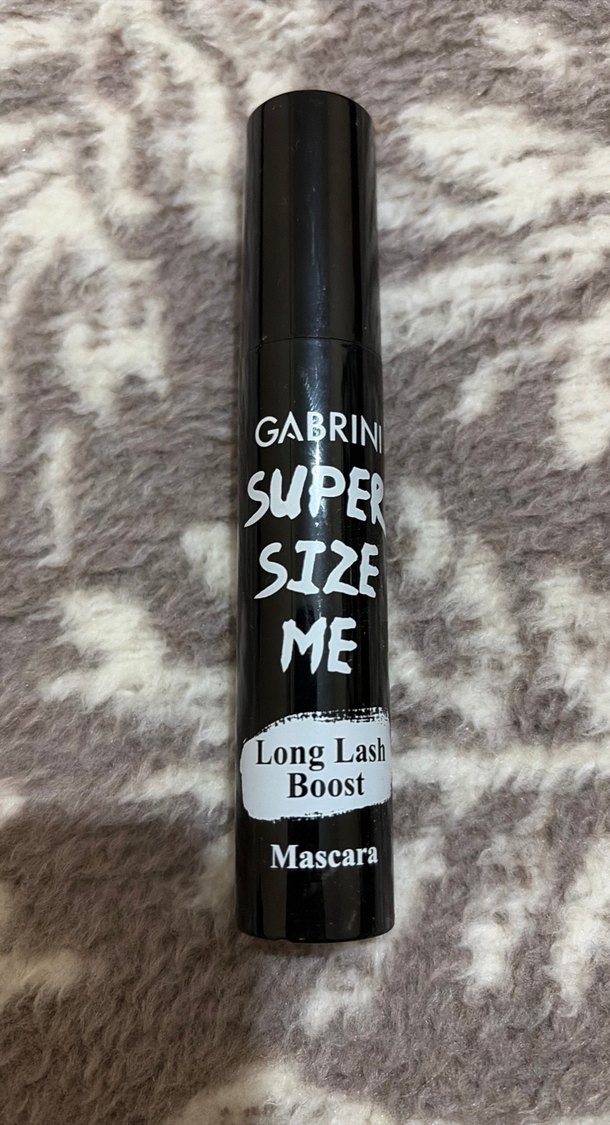 GABRINI
SUPER
SIZE
ME
Long Lash
Boost
Mascara